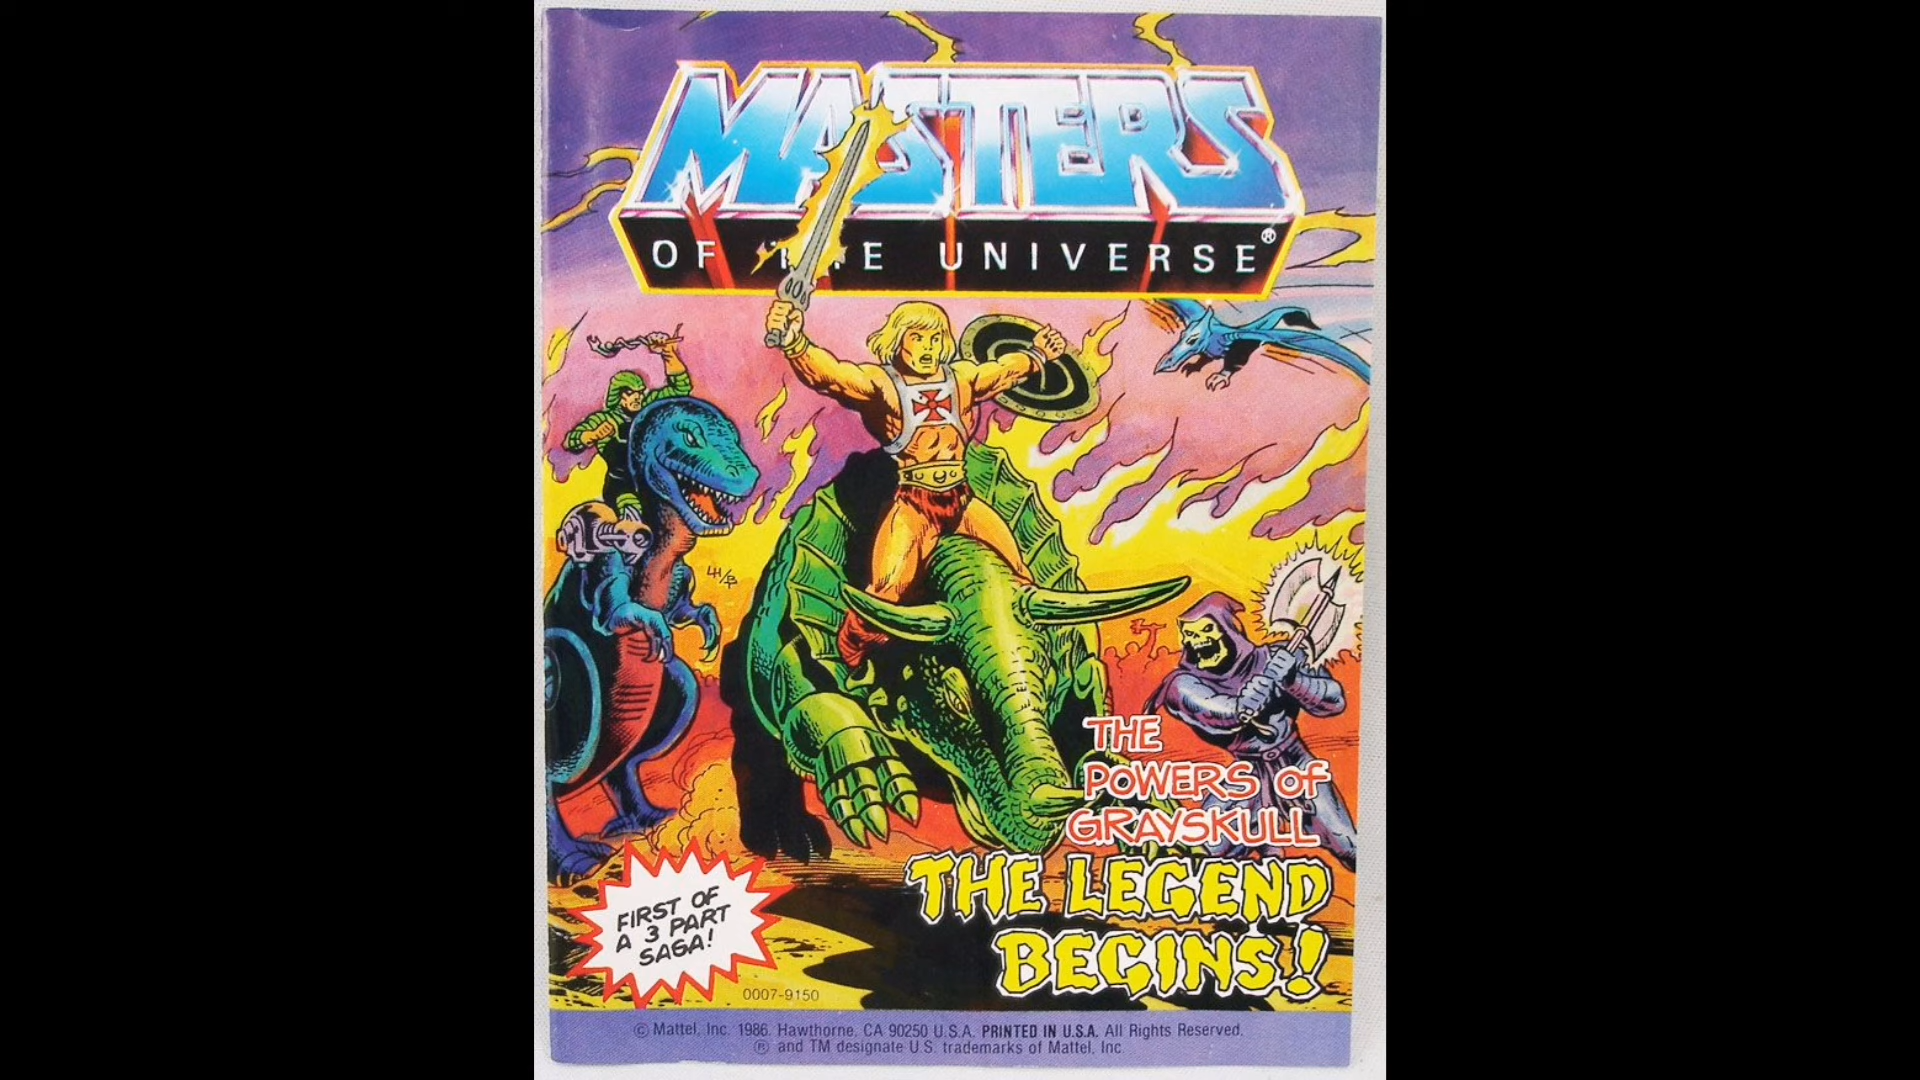 MASTERS
OF THE UNIVERSE®
LH/B
THE
POWERS of
GRAYSKULL
THE LEGEND
BEGINS!
FIRST OF
A 3 PART
SAGA!
0007-9150
© Mattel, Inc. 1986. Hawthorne, CA 90250 U.S.A. PRINTED IN U.S.A. All Rights Reserved.
® and TM designate U.S. trademarks of Mattel, Inc.